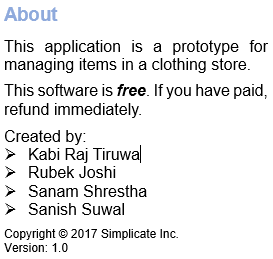 About
This application is a prototype for
managing items in a clothing store.
This software is free. If you have paid,
refund immediately.
Created by:
➢ Kabi Raj Tiruwa
➢ Rubek Joshi
➢ Sanam Shrestha
➢ Sanish Suwal
Copyright © 2017 Simplicate Inc.
Version: 1.0